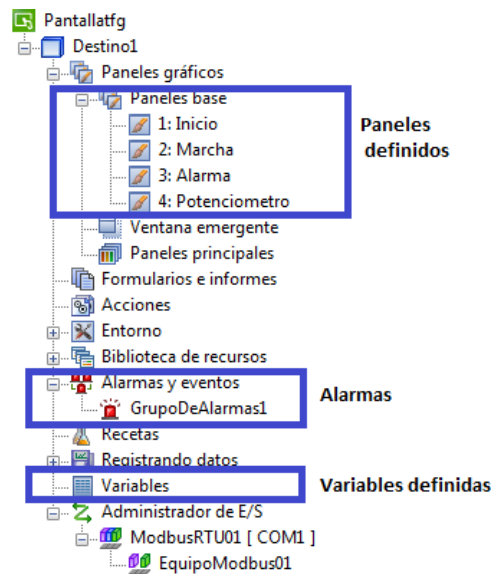 Pantallatfg
Destino1
Paneles gráficos
Paneles base
1: Inicio
2: Marcha
3: Alarma
4: Potenciometro
Paneles
definidos
Ventana emergente
Paneles principales
Formularios e informes
Acciones
Entorno
Biblioteca de recursos
Alarmas y eventos
GrupoDeAlarmas1
Alarmas
Recetas
Registrando datos
Variables
Variables definidas
Administrador de E/S
ModbusRTU01 [ COM1 ]
EquipoModbus01